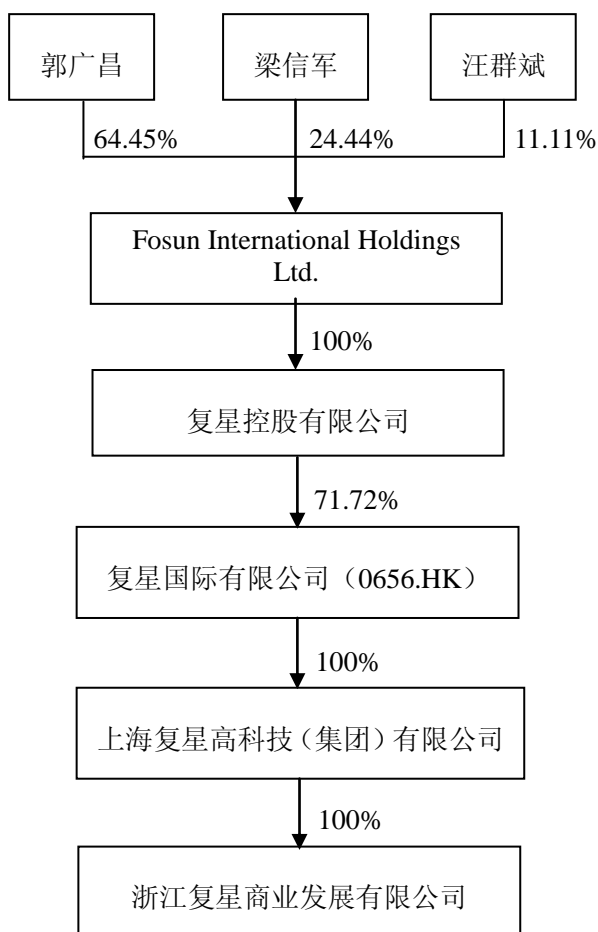 郭广昌
梁信军
汪群斌
64.45%
24.44%
11.11%
Fosun International Holdings
Ltd.
100%
复星控股有限公司
71.72%
复星国际有限公司（0656.HK）
100%
上海复星高科技（集团）有限公司
100%
浙江复星商业发展有限公司